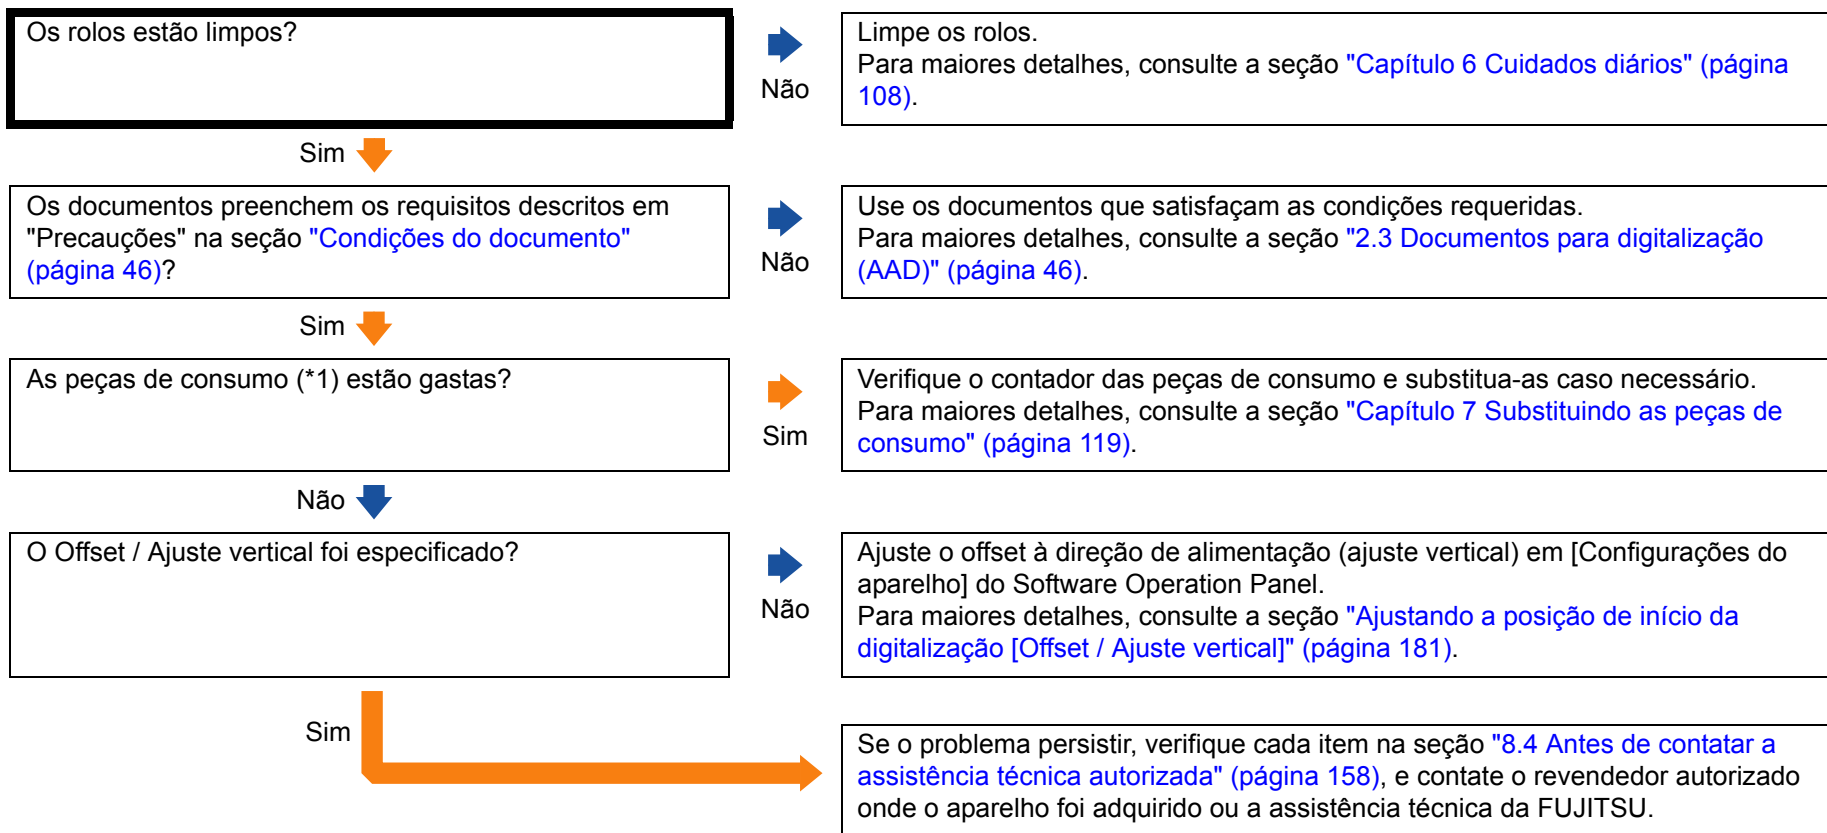 Os rolos estão limpos?
Não
Limpe os rolos.
Para maiores detalhes, consulte a seção "Capítulo 6 Cuidados diários" (página
108).
Sim
Os documentos preenchem os requisitos descritos em
"Precauções" na seção "Condições do documento"
(página 46)?
Não
Use os documentos que satisfaçam as condições requeridas.
Para maiores detalhes, consulte a seção "2.3 Documentos para digitalização
(AAD)" (página 46).
Sim
As peças de consumo (*1) estão gastas?
Sim
Verifique o contador das peças de consumo e substitua-as caso necessário.
Para maiores detalhes, consulte a seção "Capítulo 7 Substituindo as peças de
consumo" (página 119).
Não
O Offset / Ajuste vertical foi especificado?
Não
Ajuste o offset à direção de alimentação (ajuste vertical) em [Configurações do
aparelho] do Software Operation Panel.
Para maiores detalhes, consulte a seção "Ajustando a posição de início da
digitalização [Offset / Ajuste vertical]" (página 181).
Sim
Se o problema persistir, verifique cada item na seção "8.4 Antes de contatar a
assistência técnica autorizada" (página 158), e contate o revendedor autorizado
onde o aparelho foi adquirido ou a assistência técnica da FUJITSU.